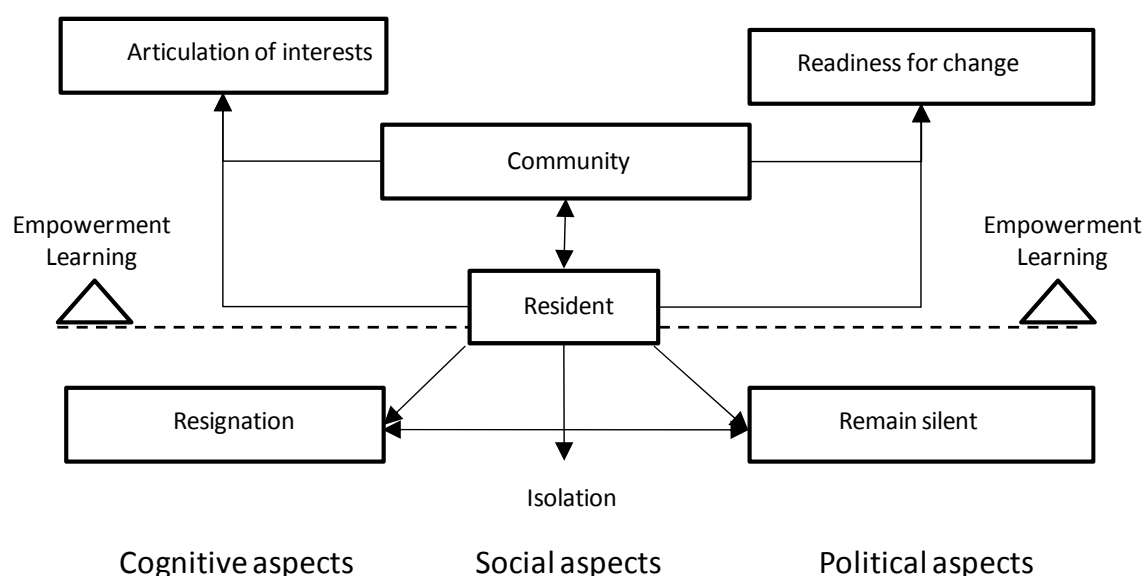 Articulation of interests
Readiness for change
Community
Empowerment
Learning
Empowerment
Learning
Resident
Resignation
Remain silent
Isolation
Cognitive aspects
Social aspects
Political aspects